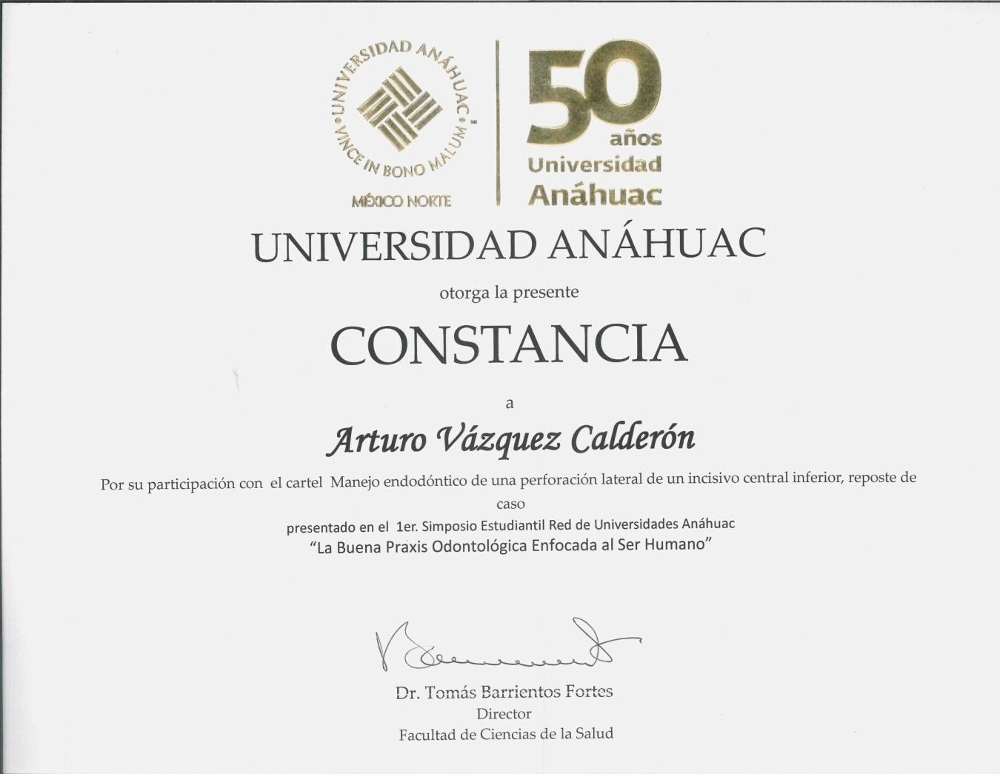 UNIVERSIDAD ANÁHUAC
VINCE IN BONO MALUM
MÉXICO NORTE
50
años
Universidad
Anáhuac
UNIVERSIDAD ANÁHUAC
otorga la presente
CONSTANCIA
a
Arturo Vázquez Calderón
Por su participación con el cartel Manejo endodóntico de una perforación lateral de un incisivo central inferior, reposte de
caso
presentado en el 1er. Simposio Estudiantil Red de Universidades Anáhuac
“La Buena Praxis Odontológica Enfocada al Ser Humano”
Dr. Tomás Barrientos Fortes
Director
Facultad de Ciencias de la Salud